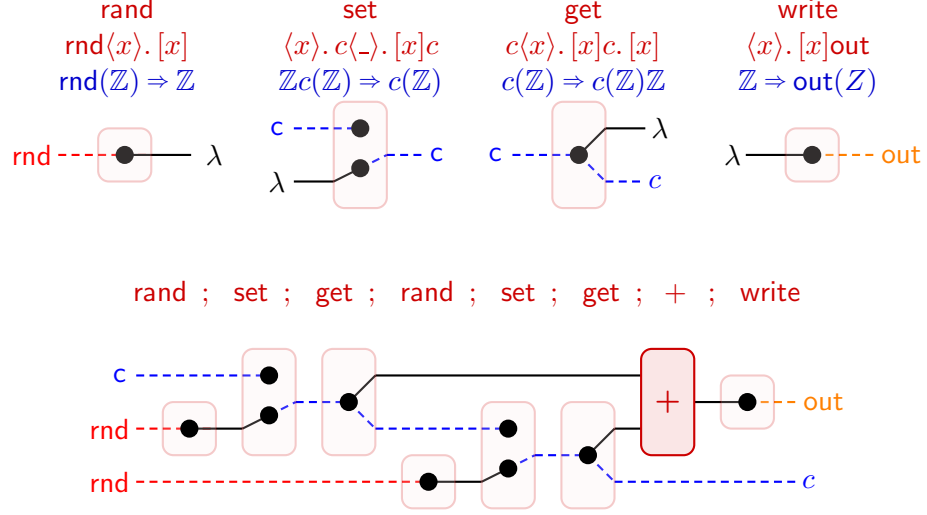 rand set get write
rnd⟨x⟩. [x] ⟨x⟩. c⟨_⟩. [x]c c⟨x⟩. [x]c. [x] ⟨x⟩. [x]out
rnd(ℤ) ⇒ ℤ ℤc(ℤ) ⇒ c(ℤ) c(ℤ) ⇒ c(ℤ)ℤ ℤ ⇒ out(Z)
c λ
rnd λ c c λ out
λ c
rand ; set ; get ; rand ; set ; get ; + ; write
c
+ out
rnd
rnd c